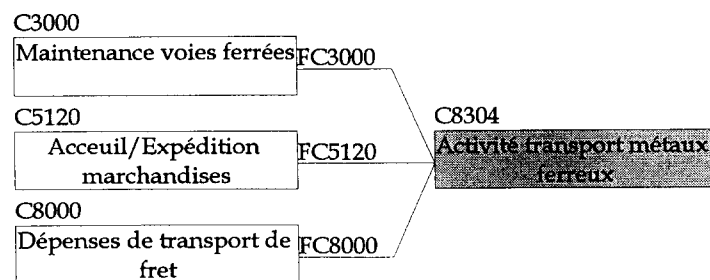 C3000
Maintenance voies ferrées
FC3000
C5120
Acceuil/Expédition
marchandises
FC5120
C8304
Activité transport métaux
ferreux
C8000
Dépenses de transport de
fret
FC8000